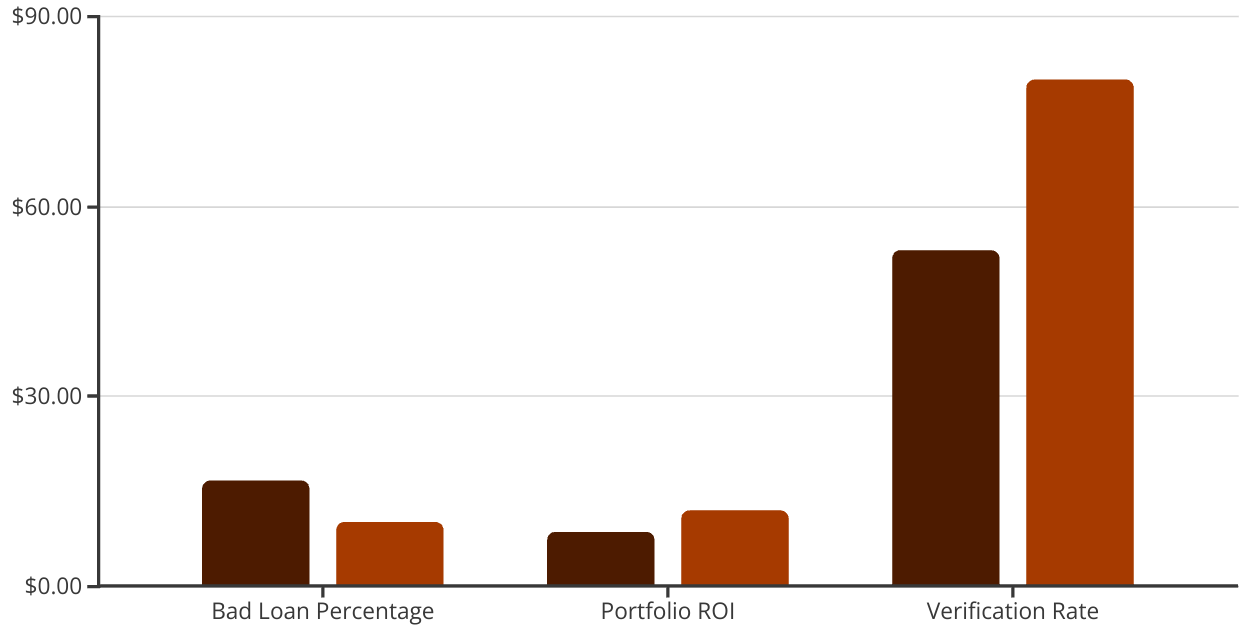 $90.00
$60.00
$30.00
$0.00
Bad Loan Percentage
Portfolio ROI
Verification Rate